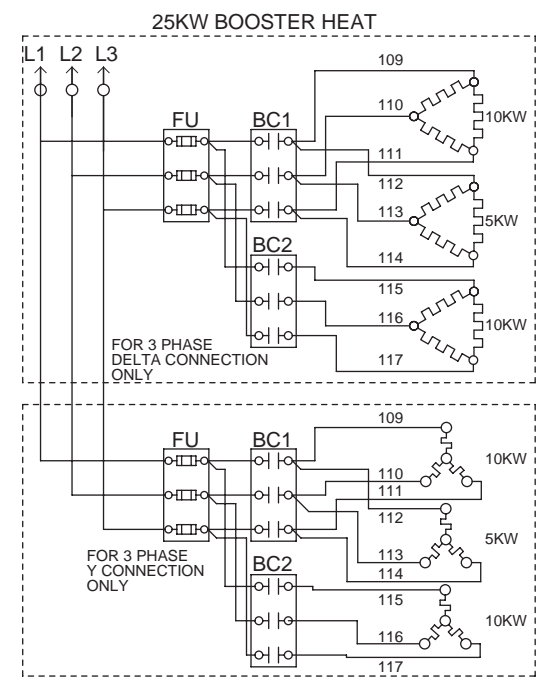 25KW BOOSTER HEAT
L1 L2 L3
109
FU BC1
110
10KW
111
112
113
5KW
BC2
114
115
116
10KW
FOR 3 PHASE
DELTA CONNECTION
ONLY
117
109
FU BC1
10KW
110
111
112
5KW
FOR 3 PHASE
Y CONNECTION
ONLY
113
BC2
114
115
10KW
116
117